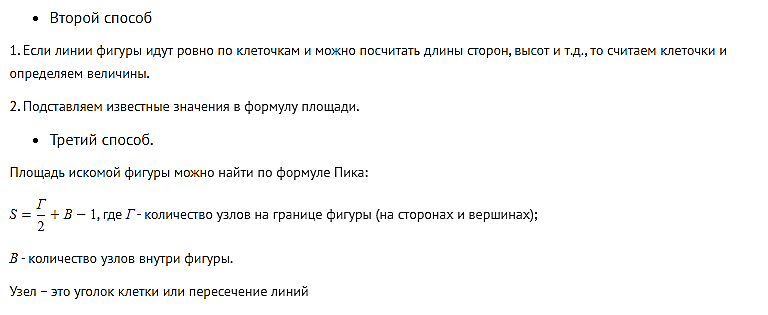 • Второй способ
1. Если линии фигуры идут ровно по клеточкам и можно посчитать длины сторон, высот и т.д., то считаем клеточки и
определяем величины.
2. Подставляем известные значения в формулу площади.
• Третий способ.
Площадь искомой фигуры можно найти по формуле Пика:
S = Г/2 + В − 1, где Г - количество узлов на границе фигуры (на сторонах и вершинах);
В - количество узлов внутри фигуры.
Узел – это уголок клетки или пересечение линий